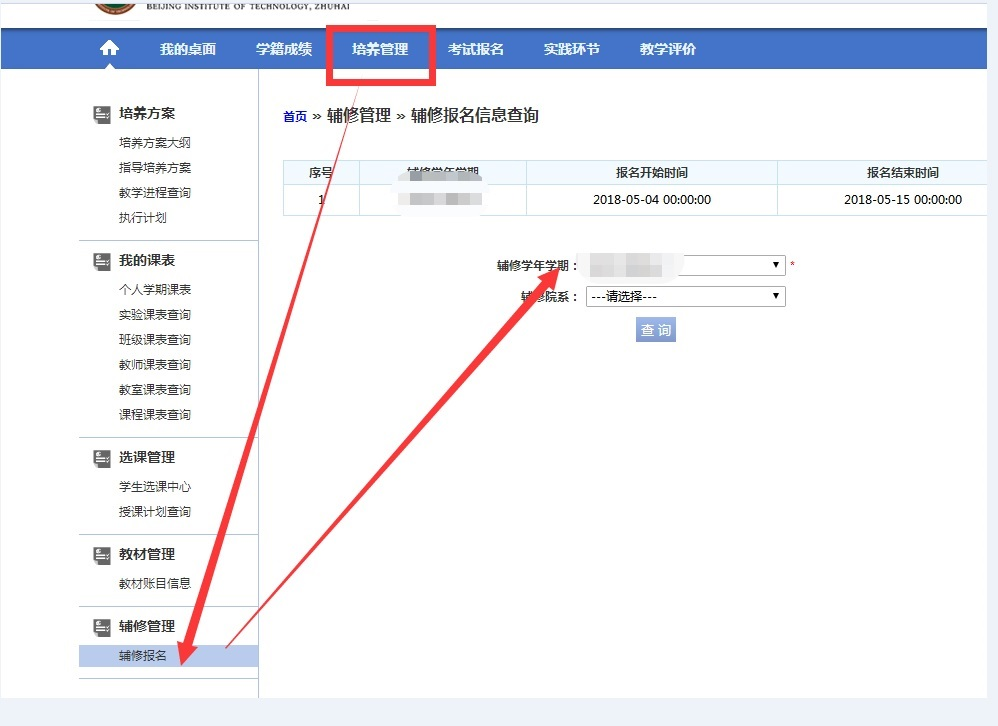 BEIJING INSTITUTE OF TECHNOLOGY, ZHUHAI
我的桌面 学籍成绩 培养管理 考试报名 实践环节 教学评价
培养方案
培养方案大纲
指导培养方案
教学进程查询
执行计划
我的课表
个人学期课表
实验课表查询
班级课表查询
教师课表查询
教室课表查询
课程课表查询
选课管理
学生选课中心
授课计划查询
教材管理
教材账目信息
辅修管理
辅修报名
首页 » 辅修管理 » 辅修报名信息查询
序号 辅修学年学期 报名开始时间 报名结束时间
1 2018-05-04 00:00:00 2018-05-15 00:00:00
辅修学年学期： *
辅修院系： ---请选择---
查询